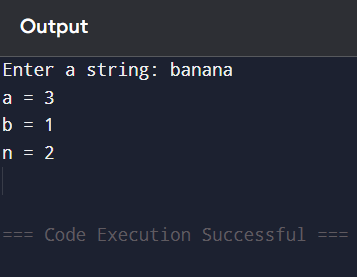 Output
Enter a string: banana
a = 3
b = 1
n = 2
=== Code Execution Successful ===